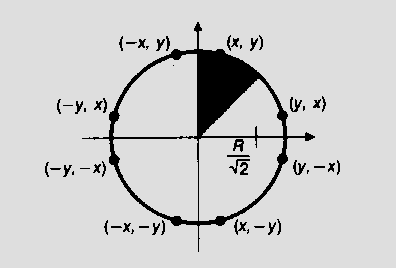 (−x, y) (x, y)
(−y, x) (y, x)
R
√2
(−y, −x) (y, −x)
(−x, −y) (x, −y)